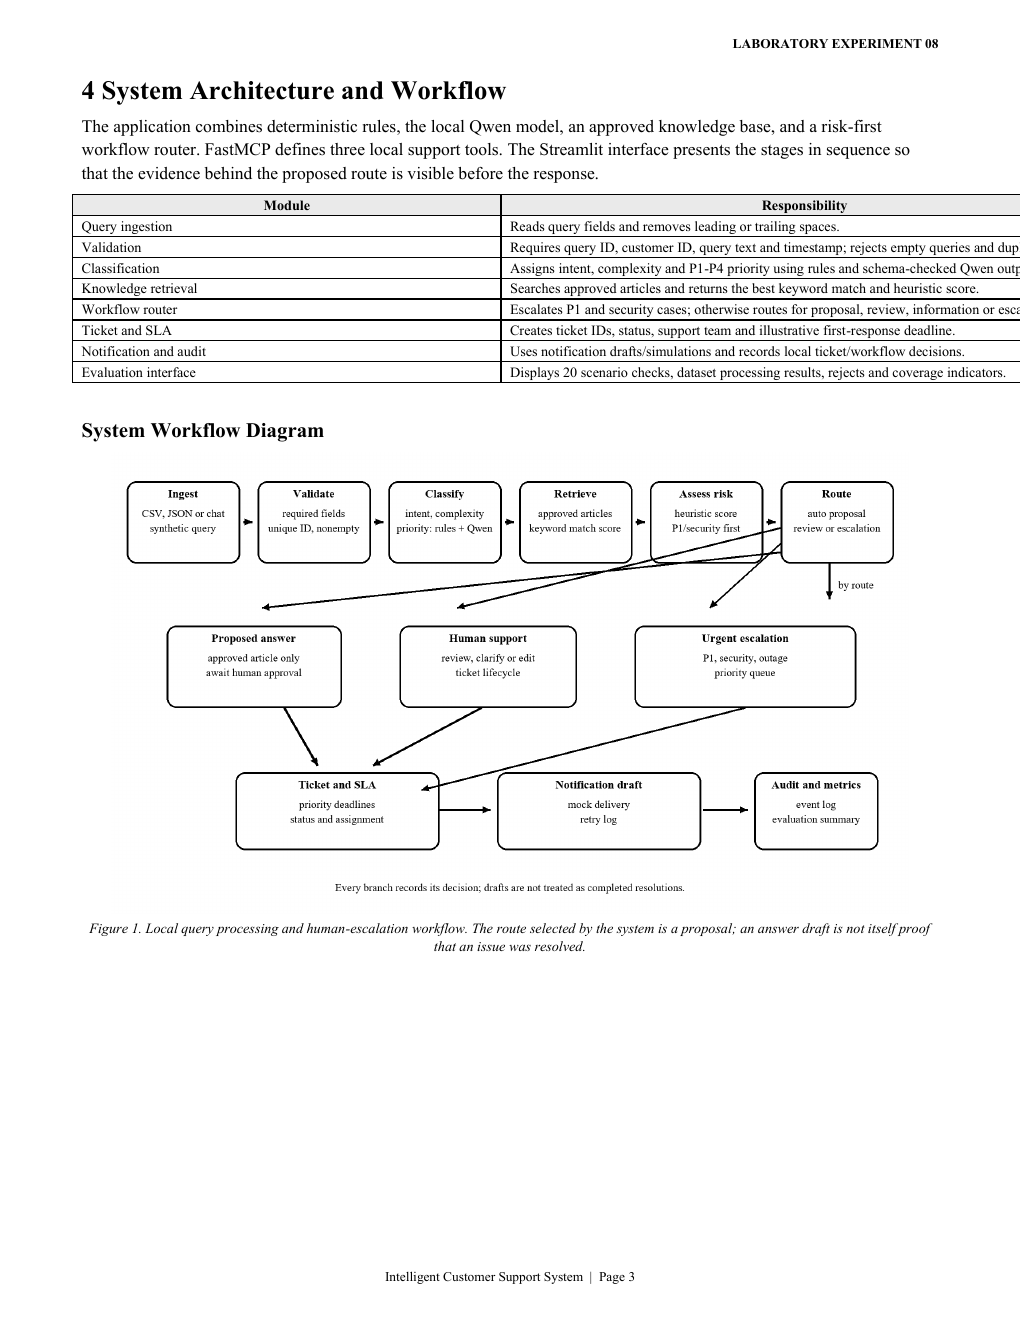 LABORATORY EXPERIMENT 08
4 System Architecture and Workflow
The application combines deterministic rules, the local Qwen model, an approved knowledge base, and a risk-first
workflow router. FastMCP defines three local support tools. The Streamlit interface presents the stages in sequence so
that the evidence behind the proposed route is visible before the response.
Module Responsibility
Query ingestion Reads query fields and removes leading or trailing spaces.
Validation Requires query ID, customer ID, query text and timestamp; rejects empty queries and
Classification Assigns intent, complexity and P1-P4 priority using rules and schema-checked Qwen
Knowledge retrieval Searches approved articles and returns the best keyword match and heuristic score.
Workflow router Escalates P1 and security cases; otherwise routes for proposal, review, information or
Ticket and SLA Creates ticket IDs, status, support team and illustrative first-response deadline.
Notification and audit Uses notification drafts/simulations and records local ticket/workflow decisions.
Evaluation interface Displays 20 scenario checks, dataset processing results, rejects and coverage indicators.
System Workflow Diagram
Ingest
CSV, JSON or chat
synthetic query
Validate
required fields
unique ID, nonempty
Classify
intent, complexity
priority: rules + Qwen
Retrieve
approved articles
keyword match score
Assess risk
heuristic score
P1/security first
Route
auto proposal
review or escalation
by route
Proposed answer
approved article only
await human approval
Human support
review, clarify or edit
ticket lifecycle
Urgent escalation
P1, security, outage
priority queue
Ticket and SLA
priority deadlines
status and assignment
Notification draft
mock delivery
retry log
Audit and metrics
event log
evaluation summary
Every branch records its decision; drafts are not treated as completed resolutions.
Figure 1. Local query processing and human-escalation workflow. The route selected by the system is a proposal; an answer draft is not itself proof
that an issue was resolved.
Intelligent Customer Support System | Page 3